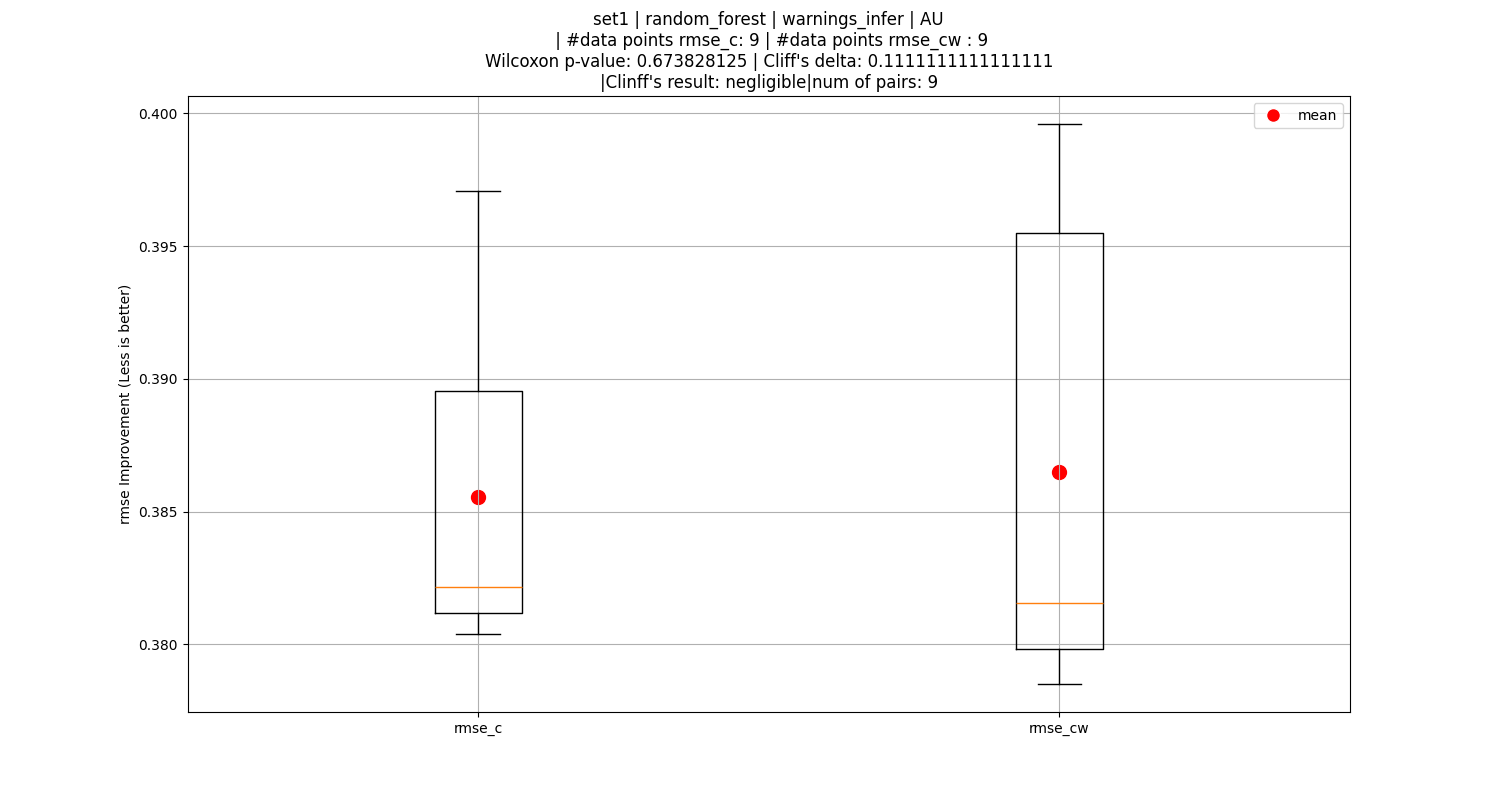 set1 | random_forest | warnings_infer | AU
| #data points rmse_c: 9 | #data points rmse_cw : 9
Wilcoxon p-value: 0.673828125 | Cliff's delta: 0.1111111111111111
|Clinff's result: negligible|num of pairs: 9
mean
rmse Improvement (Less is better)
0.400
0.395
0.390
0.385
0.380
rmse_c
rmse_cw